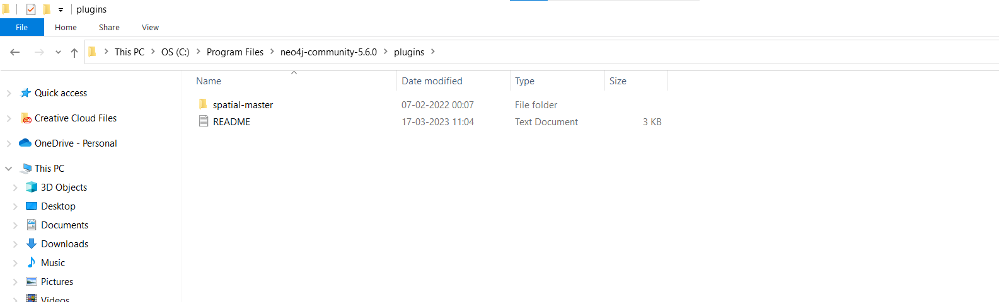 plugins
File Home Share View
This PC OS (C:) Program Files neo4j-community-5.6.0 plugins
Name Date modified Type Size
Quick access
spatial-master 07-02-2022 00:07 File folder
Creative Cloud Files
README 17-03-2023 11:04 Text Document 3 KB
OneDrive - Personal
This PC
3D Objects
Desktop
Documents
Downloads
Music
Pictures
Videos